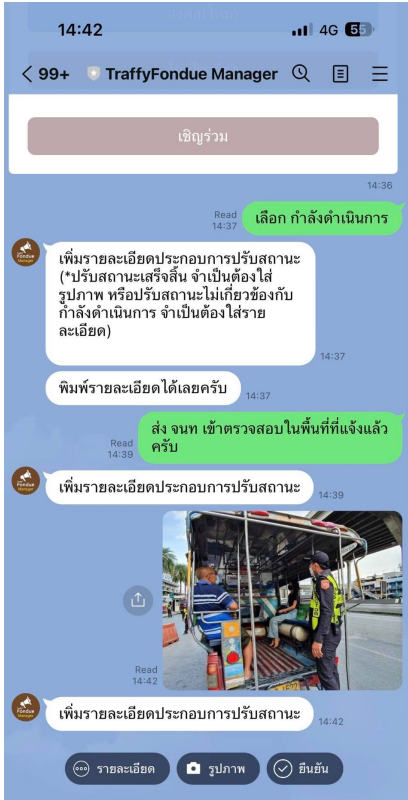 14:42
4G 55
99+ TraffyFondue Manager
เชิญร่วม
14:36
Read
14:37
เลือก กำลังดำเนินการ
Fondue
Manager
เพิ่มรายละเอียดประกอบการปรับสถานะ
(*ปรับสถานะเสร็จสิ้น จำเป็นต้องใส่
รูปภาพ หรือปรับสถานะไม่เกี่ยวข้องกับ
กำลังดำเนินการ จำเป็นต้องใส่ราย
ละเอียด)
14:37
พิมพ์รายละเอียดได้เลยครับ
14:37
ส่ง จนท เข้าตรวจสอบในพื้นที่ที่แจ้งแล้ว
ครับ
Read
14:39
Fondue
Manager
เพิ่มรายละเอียดประกอบการปรับสถานะ
14:39
Read
14:42
Fondue
Manager
เพิ่มรายละเอียดประกอบการปรับสถานะ
14:42
รายละเอียด
รูปภาพ
ยืนยัน